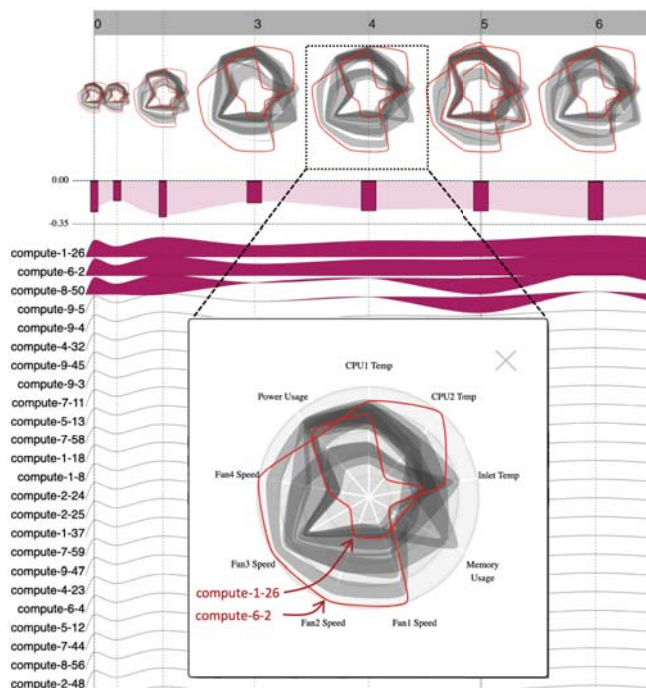 0 3 4 5 6
0.00
-0.35
compute-1-26
compute-6-2
compute-8-50
compute-9-5
compute-9-4
compute-4-32
compute-9-45
compute-9-3
compute-7-11
compute-5-13
compute-7-58
compute-1-18
compute-1-8
compute-2-24
compute-2-25
compute-1-37
compute-7-59
compute-9-47
compute-4-23
compute-6-4
compute-5-12
compute-7-44
compute-8-56
compute-2-48
CPU1 Temp
Power Usage
CPU2 Tmp
Fan4 Speed
Inlet Temp
Fan3 Speed
Memory
Usage
compute-1-26
compute-6-2
Fan2 Speed
Fan1 Speed